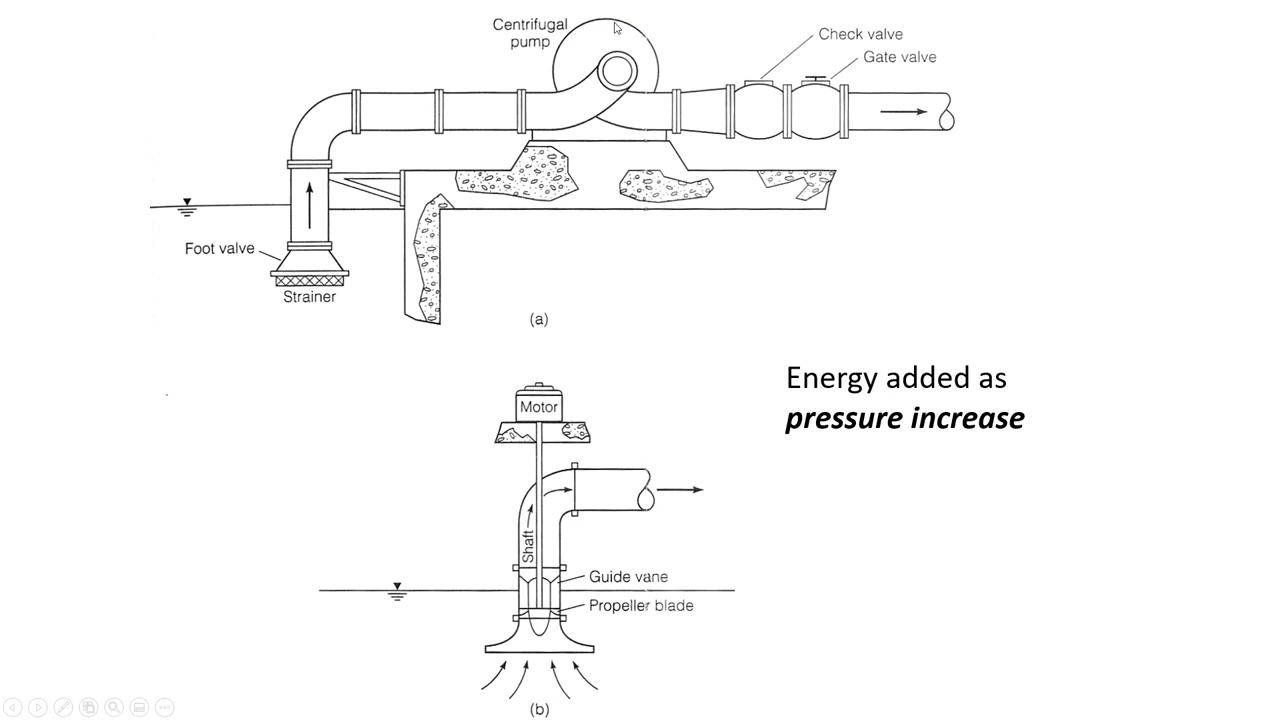 Centrifugal
pump
Check valve
Gate valve
Foot valve
Strainer
(a)
Energy added as
pressure increase
Motor
Shaft
Guide vane
Propeller blade
(b)